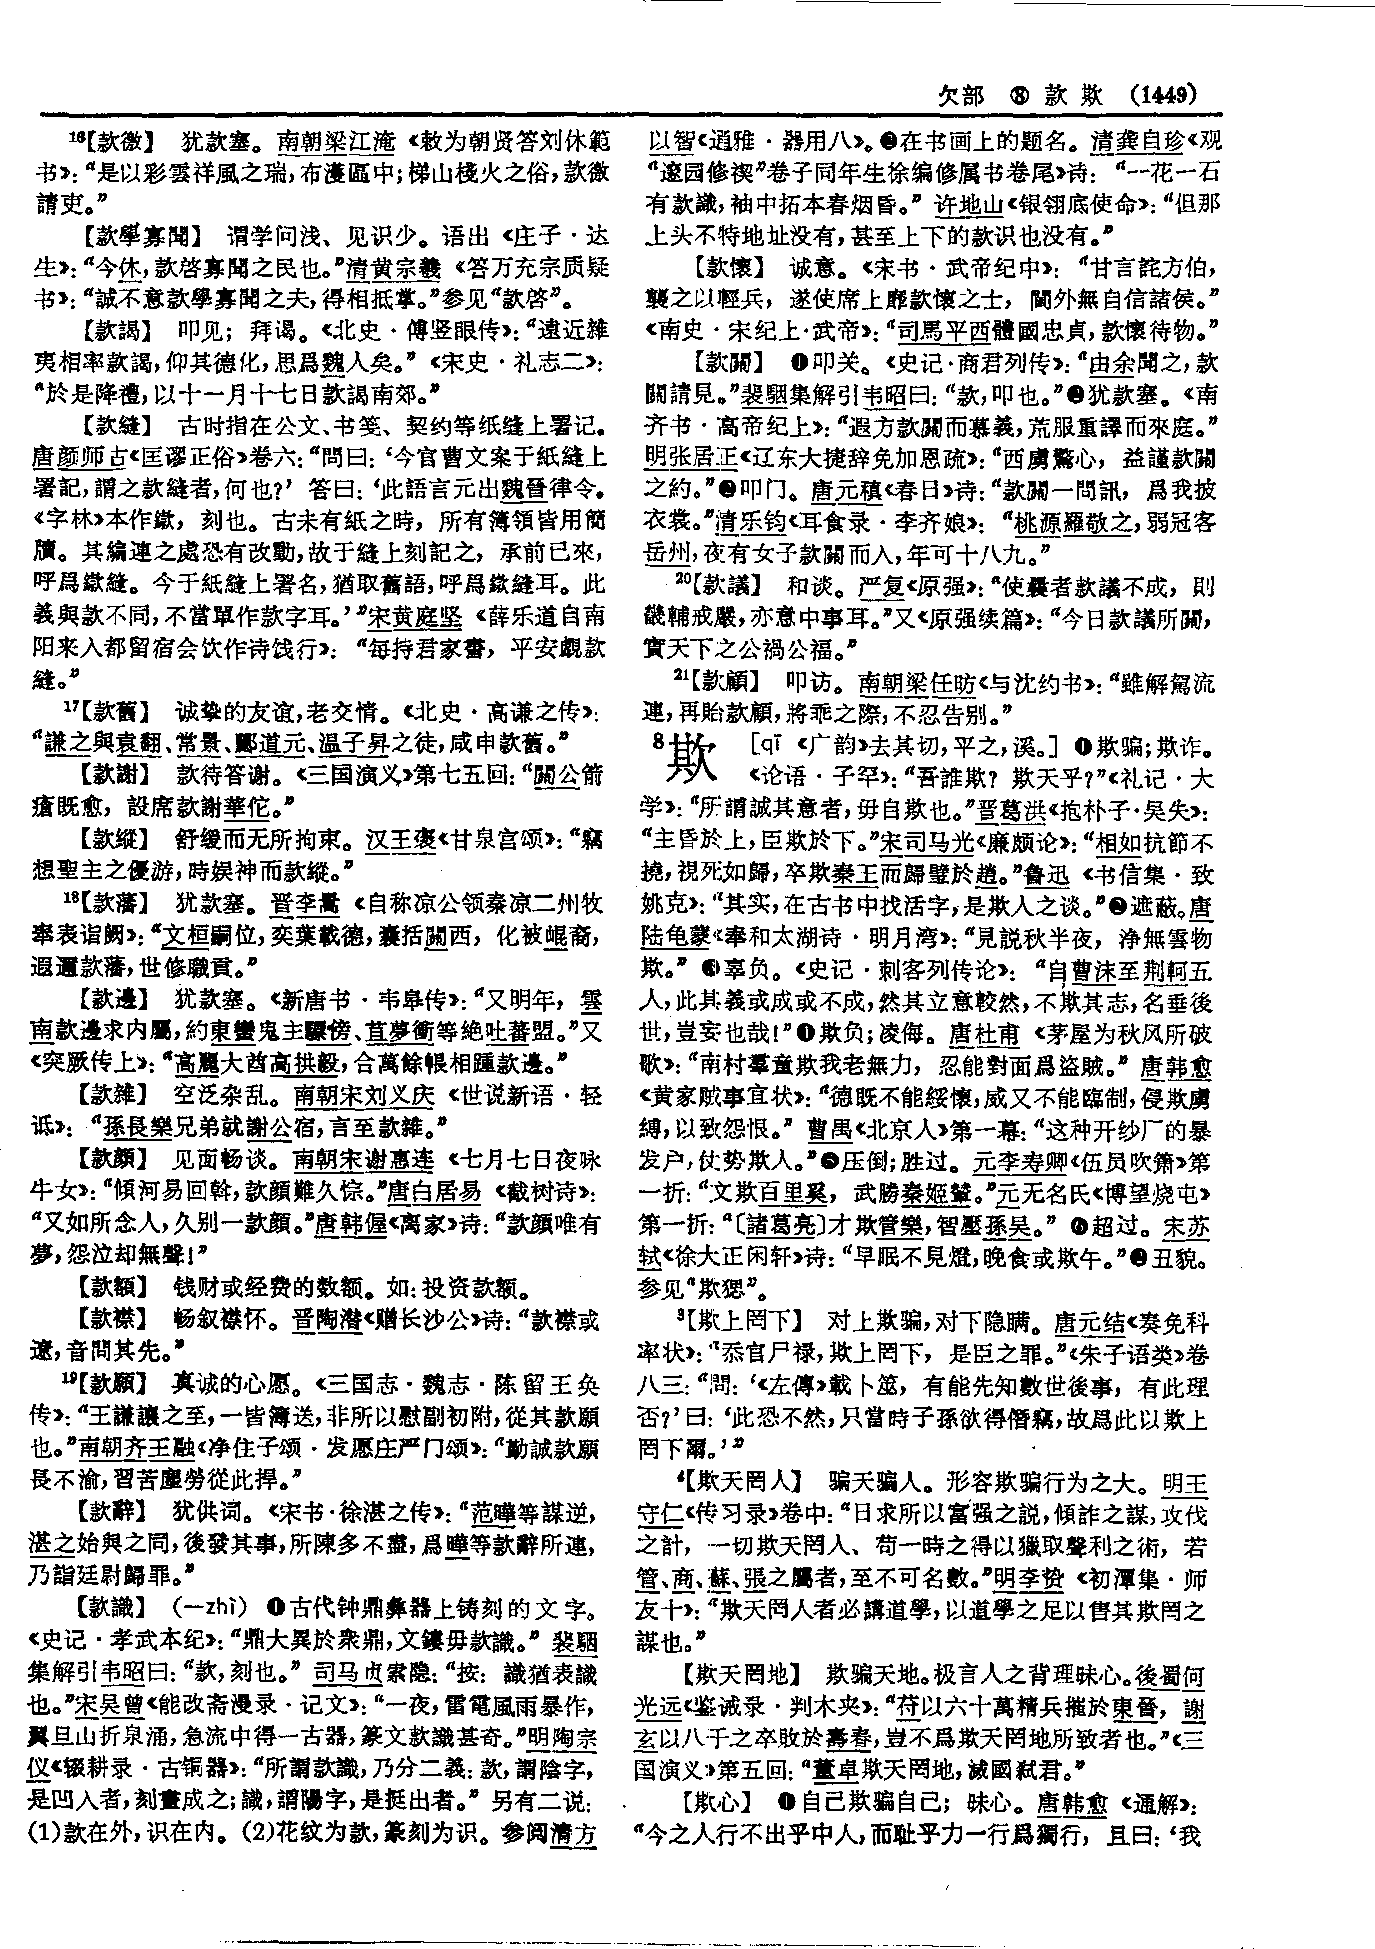 欠部 ⑧ 款 欺 (1449)
¹⁶【款徼】 犹款塞。南朝梁江淹《敕为朝贤答刘休範
书》：“是以彩雲祥風之瑞，布濩區中；梯山棧火之俗，款徼
請吏。”
【款學寡聞】 谓学问浅、见识少。语出《庄子·达
生》：“今休，款啓寡聞之民也。”清黄宗羲《答万充宗质疑
书》：“誠不意款學寡聞之夫，得相抵掌。”参见“款啓”。
【款謁】 叩见；拜谒。《北史·傅竖眼传》：“遠近雜
夷相率款謁，仰其德化，思爲魏人矣。”《宋史·礼志二》：
“於是降禮，以十一月十七日款謁南郊。”
【款縫】 古时指在公文、书笺、契约等纸缝上署记。
唐颜师古《匡谬正俗》卷六：“問曰：‘今官曹文案于紙縫上
署記，謂之款縫者，何也？’答曰：‘此語言元出魏晉律令。
《字林》本作鏉，刻也。古未有紙之時，所有簿領皆用簡
牘。其編連之處恐有改動，故于縫上刻記之，承前已來，
呼爲鏉縫。今于紙縫上署名，猶取舊語，呼爲鏉縫耳。此
義與款不同，不當單作款字耳。’”宋黄庭坚《薛乐道自南
阳来入都留宿会饮作诗饯行》：“每持君家書，平安觑款
縫。”
¹⁷【款舊】 诚挚的友谊，老交情。《北史·高谦之传》：
“謙之與袁翻、常景、酈道元、温子昇之徒，咸申款舊。”
【款謝】 款待答谢。《三国演义》第七五回：“關公箭
瘡既愈，設席款謝華佗。”
【款縱】 舒缓而无所拘束。汉王褒《甘泉宫颂》：“竊
想聖主之優游，時娱神而款縱。”
¹⁸【款藩】 犹款塞。晋李暠《自称凉公领秦凉二州牧
奉表诣阙》：“文桓嗣位，奕葉載德，囊括關西，化被崐裔，
遐邇款藩，世修職貢。”
【款邊】 犹款塞。《新唐书·韦皋传》：“又明年，雲
南款邊求内屬，約東蠻鬼主驃傍、苴夢衝等絶吐蕃盟。”又
《突厥传上》：“高麗大酋高拱毅，合萬餘帳相踵款邊。”
【款雜】 空泛杂乱。南朝宋刘义庆《世说新语·轻
诋》：“孫長樂兄弟就謝公宿，言至款雜。”
【款顔】 见面畅谈。南朝宋谢惠连《七月七日夜咏
牛女》：“傾河易回斡，款顔難久悰。”唐白居易《截树诗》：
“又如所念人，久别一款顔。”唐韩偓《离家》诗：“款顔唯有
夢，怨泣却無聲！”
【款額】 钱财或经费的数额。如：投资款额。
【款襟】 畅叙襟怀。晋陶潜《赠长沙公》诗：“款襟或
遼，音問其先。”
¹⁹【款願】 真诚的心愿。《三国志·魏志·陈留王奂
传》：“王謙讓之至，一皆簿送，非所以慰副初附，從其款願
也。”南朝齐王融《净住子颂·发愿庄严门颂》：“勤誠款願
長不渝，習苦塵勞從此捍。”
【款辭】 犹供词。《宋书·徐湛之传》：“范曄等謀逆，
湛之始與之同，後發其事，所陳多不盡，爲曄等款辭所連，
乃詣廷尉歸罪。”
【款識】 (一zhì) ❶古代钟鼎彝器上铸刻的文字。
《史记·孝武本纪》：“鼎大異於衆鼎，文鏤毋款識。”裴駰
集解引韦昭曰：“款，刻也。”司马贞索隐：“按：識猶表識
也。”宋吴曾《能改斋漫录·记文》：“一夜，雷電風雨暴作，
翼旦山折泉涌，急流中得一古器，篆文款識甚奇。”明陶宗
仪《辍耕录·古铜器》：“所謂款識，乃分二義：款，謂陰字，
是凹入者，刻畫成之；識，謂陽字，是挺出者。”另有二说：
(1)款在外，识在内。(2)花纹为款，篆刻为识。参阅清方
以智《通雅·器用八》。❷在书画上的题名。清龚自珍《观
“邃园修禊”卷子同年生徐编修属书卷尾》诗：“一花一石
有款識，袖中拓本春烟昏。”许地山《银翎底使命》：“但那
上头不特地址没有，甚至上下的款识也没有。”
【款懷】 诚意。《宋书·武帝纪中》：“甘言詫方伯，
襲之以輕兵，遂使席上靡款懷之士，閫外無自信諸侯。”
《南史·宋纪上·武帝》：“司馬平西體國忠貞，款懷待物。”
【款關】 ❶叩关。《史记·商君列传》：“由余聞之，款
關請見。”裴駰集解引韦昭曰：“款，叩也。”❷犹款塞。《南
齐书·高帝纪上》：“遐方款關而慕義，荒服重譯而來庭。”
明张居正《辽东大捷辞免加恩疏》：“西虜驚心，益謹款關
之約。”❸叩门。唐元稹《春日》诗：“款關一問訊，爲我披
衣裳。”清乐钧《耳食录·李齐娘》：“桃源羅敬之，弱冠客
岳州，夜有女子款關而入，年可十八九。”
²⁰【款議】 和谈。严复《原强》：“使曩者款議不成，則
畿輔戒嚴，亦意中事耳。”又《原强续篇》：“今日款議所關，
實天下之公禍公福。”
²¹【款顧】 叩访。南朝梁任昉《与沈约书》：“雖解駕流
連，再貽款顧，將乖之際，不忍告别。”
⁸欺 [qī 《广韵》去其切，平之，溪。] ❶欺骗；欺诈。
《论语·子罕》：“吾誰欺？欺天乎？”《礼记·大
学》：“所謂誠其意者，毋自欺也。”晋葛洪《抱朴子·吴失》：
“主昏於上，臣欺於下。”宋司马光《廉颇论》：“相如抗節不
撓，視死如歸，卒欺秦王而歸璧於趙。”鲁迅《书信集·致
姚克》：“其实，在古书中找活字，是欺人之谈。”❷遮蔽。唐
陆龟蒙《奉和太湖诗·明月湾》：“見説秋半夜，浄無雲物
欺。”❸辜负。《史记·刺客列传论》：“自曹沫至荆軻五
人，此其義或成或不成，然其立意較然，不欺其志，名垂後
世，豈妄也哉！”❹欺负；凌侮。唐杜甫《茅屋为秋风所破
歌》：“南村羣童欺我老無力，忍能對面爲盗賊。”唐韩愈
《黄家贼事宜状》：“德既不能綏懷，威又不能臨制，侵欺虜
縛，以致怨恨。”曹禺《北京人》第一幕：“这种开纱厂的暴
发户，仗势欺人。”❺压倒；胜过。元李寿卿《伍员吹箫》第
一折：“文欺百里奚，武勝秦姬輦。”元无名氏《博望烧屯》
第一折：“〔諸葛亮〕才欺管樂，智壓孫吴。”❻超过。宋苏
轼《徐大正闲轩》诗：“早眠不見燈，晚食或欺午。”❼丑貌。
参见“欺㥸”。
³【欺上罔下】 对上欺骗，对下隐瞒。唐元结《奏免科
率状》：“忝官尸禄，欺上罔下，是臣之罪。”《朱子语类》卷
八三：“問：‘《左傳》載卜筮，有能先知數世後事，有此理
否？’曰：‘此恐不然，只當時子孫欲得僭竊，故爲此以欺上
罔下爾。’”
⁴【欺天罔人】 骗天骗人。形容欺骗行为之大。明王
守仁《传习录》卷中：“日求所以富强之説，傾詐之謀，攻伐
之計，一切欺天罔人、苟一時之得以獵取聲利之術，若
管、商、蘇、張之屬者，至不可名數。”明李贽《初潭集·师
友十》：“欺天罔人者必講道學，以道學之足以售其欺罔之
謀也。”
【欺天罔地】 欺骗天地。极言人之背理昧心。後蜀何
光远《鉴诫录·判木夹》：“苻以六十萬精兵摧於東晉，謝
玄以八千之卒敗於壽春，豈不爲欺天罔地所致者也。”《三
国演义》第五回：“董卓欺天罔地，滅國弑君。”
【欺心】 ❶自己欺骗自己；昧心。唐韩愈《通解》：
“今之人行不出乎中人，而耻乎力一行爲獨行，且曰：‘我